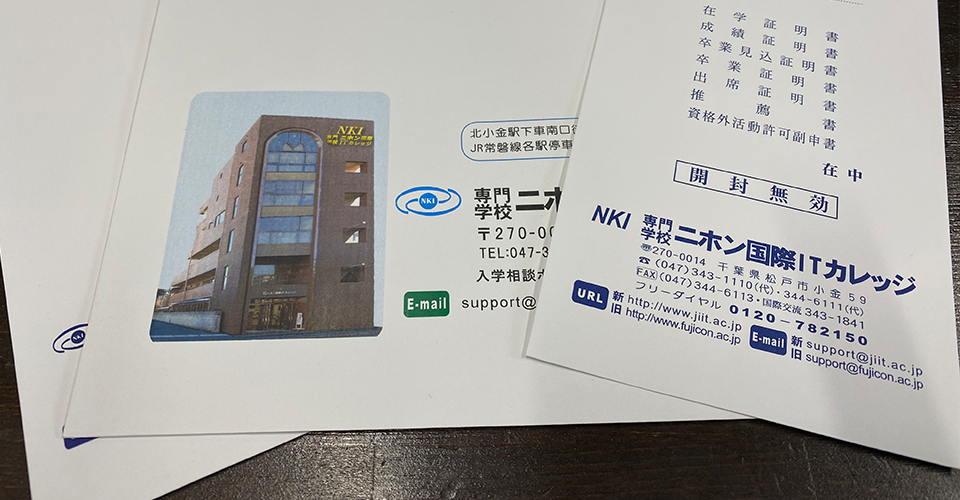 NKI
専門
学校 ニホン国際
ITカレッジ
北小金駅下車南口
JR常磐線各駅停車
NKI
専門
学校 ニホ
〒270-00
TEL:047-3
入学相談
E-mail support@
NKI
在学証明書
成績証明書
卒業見込証明書
卒業証明書
出席証明書
推薦書
資格外活動許可副申書
在中
開封無効
NKI 専門
学校 ニホン国際ITカレッジ
〠270-0014 千葉県松戸市小金59
☎(047)343-1110(代)・344-6111(代)
FAX(047)344-6113・国際交流 343-1841
フリーダイヤル 0120-782150
URL 新 http://www.jiit.ac.jp
旧 http://www.fujicon.ac.jp
E-mail 新 support@jiit.ac.jp
旧 support@fujicon.ac.jp